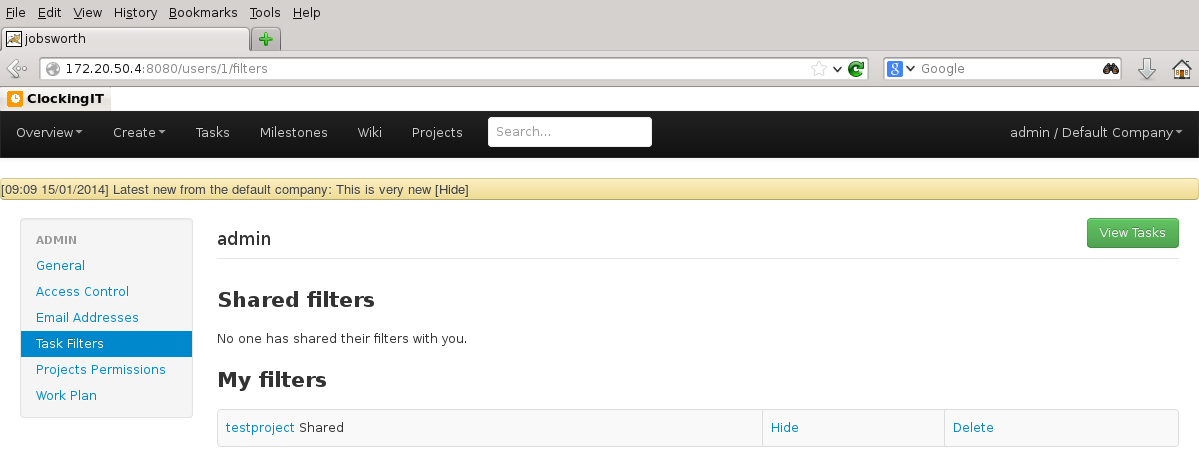 File Edit View History Bookmarks Tools Help
jobsworth
172.20.50.4:8080/users/1/filters Google
ClockingIT
Overview Create Tasks Milestones Wiki Projects Search... admin / Default Company
[09:09 15/01/2014] Latest new from the default company: This is very new [Hide]
ADMIN
General
Access Control
Email Addresses
Task Filters
Projects Permissions
Work Plan
admin View Tasks
Shared filters
No one has shared their filters with you.
My filters
testproject Shared Hide Delete